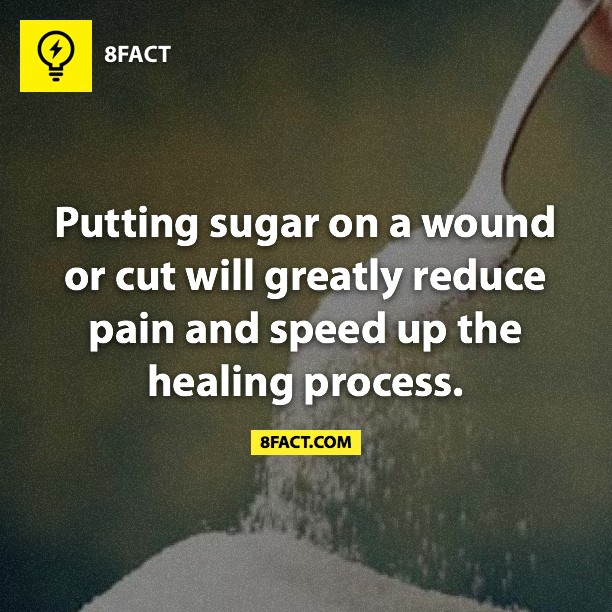 8FACT
Putting sugar on a wound
or cut will greatly reduce
pain and speed up the
healing process.
8FACT.COM